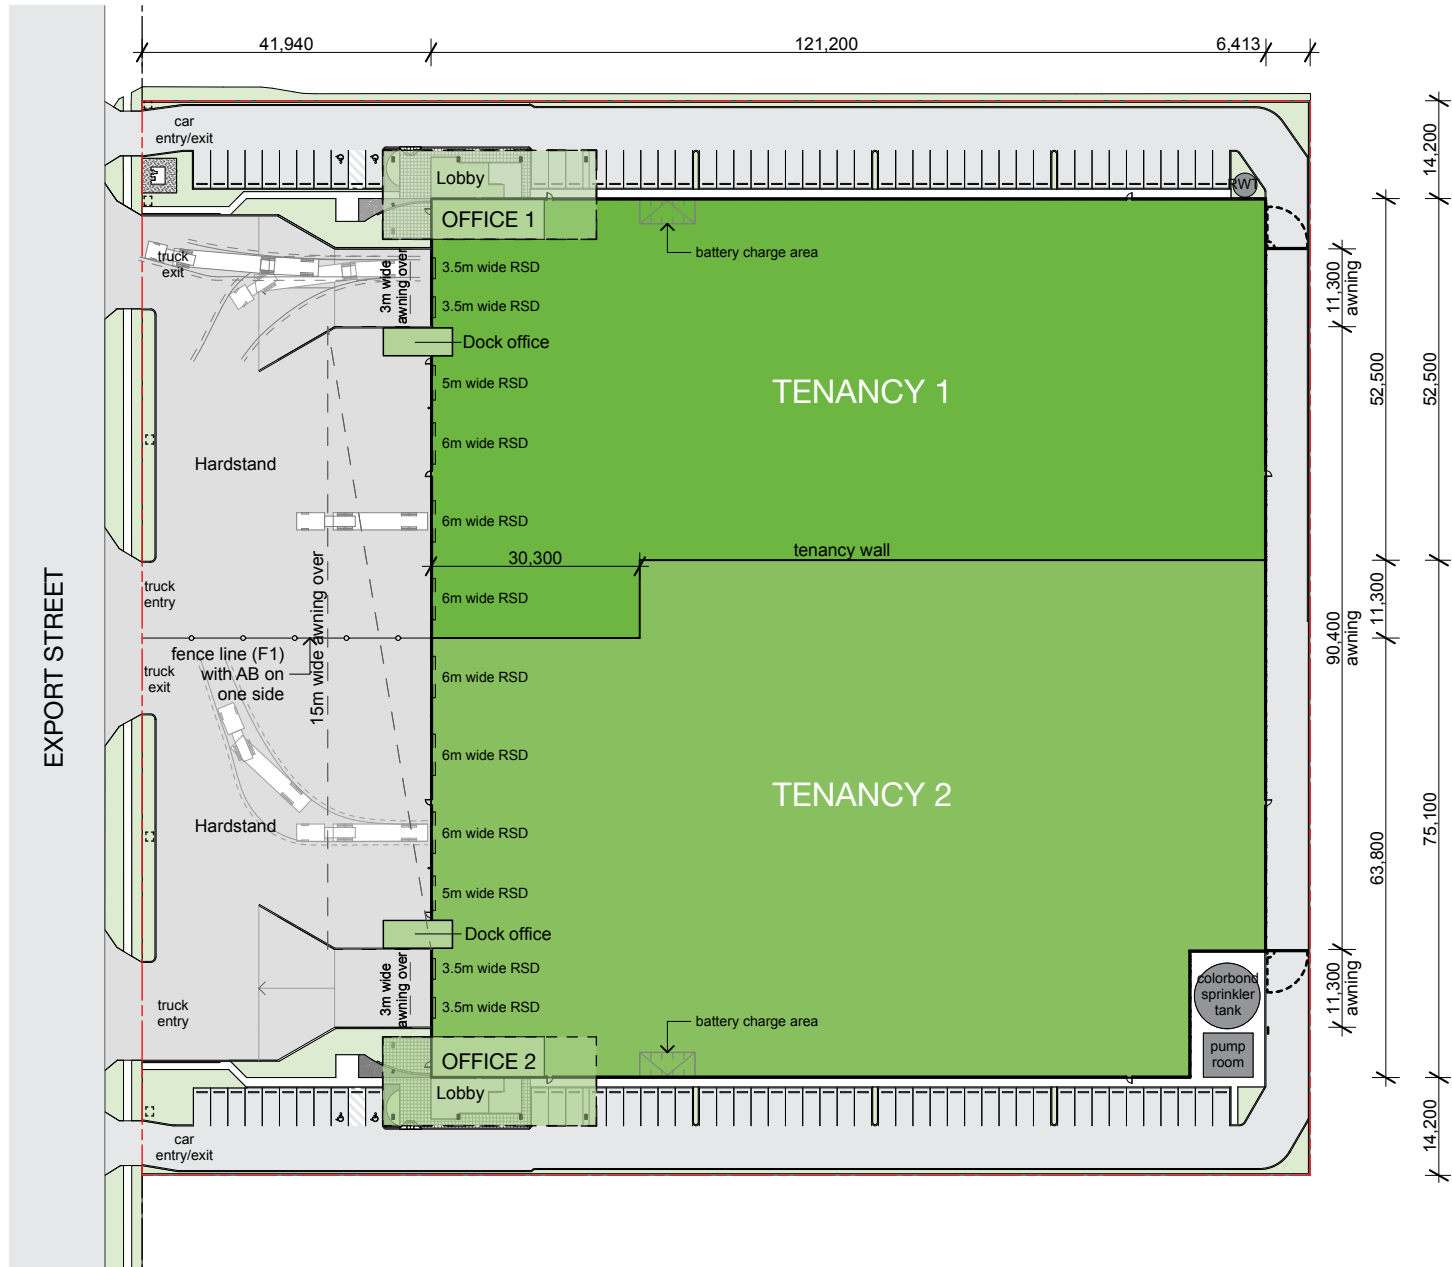 41,940
121,200
6,413
car
entry/exit
Lobby
OFFICE 1
RWT
14,200
truck
exit
3m wide
awning over
3.5m wide RSD
3.5m wide RSD
battery charge area
11,300
awning
Dock office
5m wide RSD
TENANCY 1
52,500
52,500
6m wide RSD
Hardstand
6m wide RSD
15m wide awning over
30,300
tenancy wall
EXPORT STREET
truck
entry
6m wide RSD
11,300
90,400
awning
fence line (F1)
with AB on
one side
truck
exit
6m wide RSD
6m wide RSD
TENANCY 2
Hardstand
6m wide RSD
75,100
63,800
5m wide RSD
Dock office
3m wide
awning over
3.5m wide RSD
3.5m wide RSD
colorbond
sprinkler
tank
11,300
awning
truck
entry
battery charge area
pump
room
OFFICE 2
Lobby
car
entry/exit
14,200